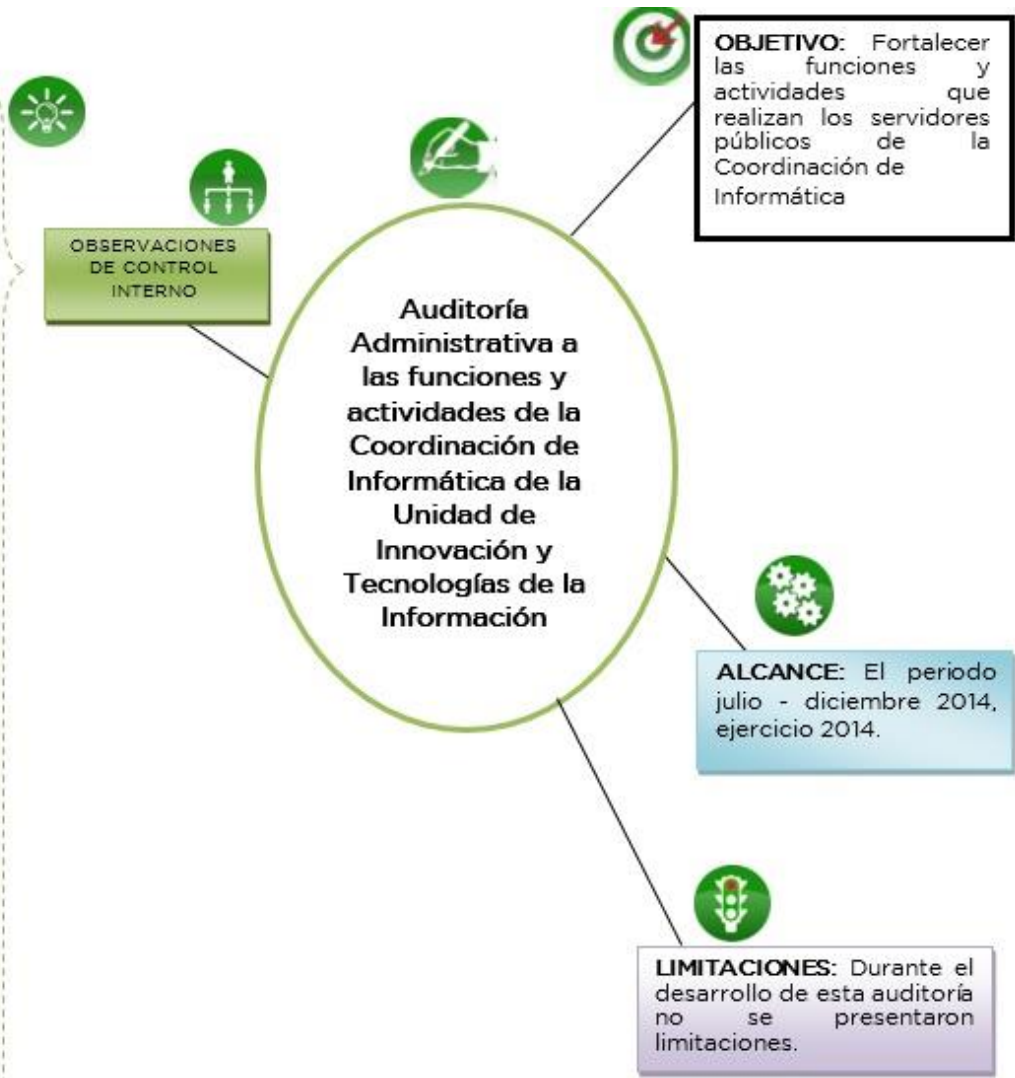 OBJETIVO: Fortalecer
las funciones y
actividades que
realizan los servidores
públicos de la
Coordinación de
Informática
OBSERVACIONES
DE CONTROL
INTERNO
Auditoría
Administrativa a
las funciones y
actividades de la
Coordinación de
Informática de la
Unidad de
Innovación y
Tecnologías de la
Información
ALCANCE: El periodo
julio - diciembre 2014,
ejercicio 2014.
LIMITACIONES: Durante el
desarrollo de esta auditoría
no se presentaron
limitaciones.